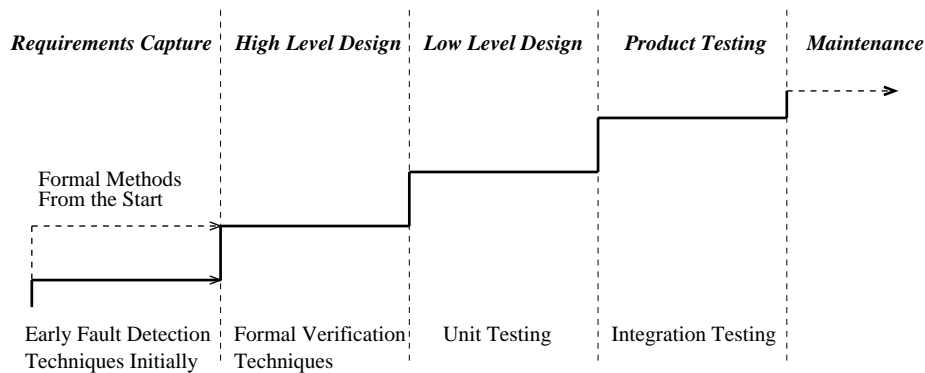 Requirements Capture
High Level Design
Low Level Design
Product Testing
Maintenance
Formal Methods
From the Start
Early Fault Detection
Techniques Initially
Formal Verification
Techniques
Unit Testing
Integration Testing